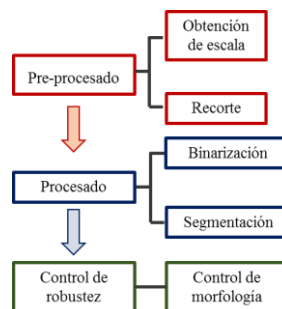 Obtención
de escala
Pre-procesado
Recorte
Binarización
Procesado
Segmentación
Control de
robustez
Control de
morfología